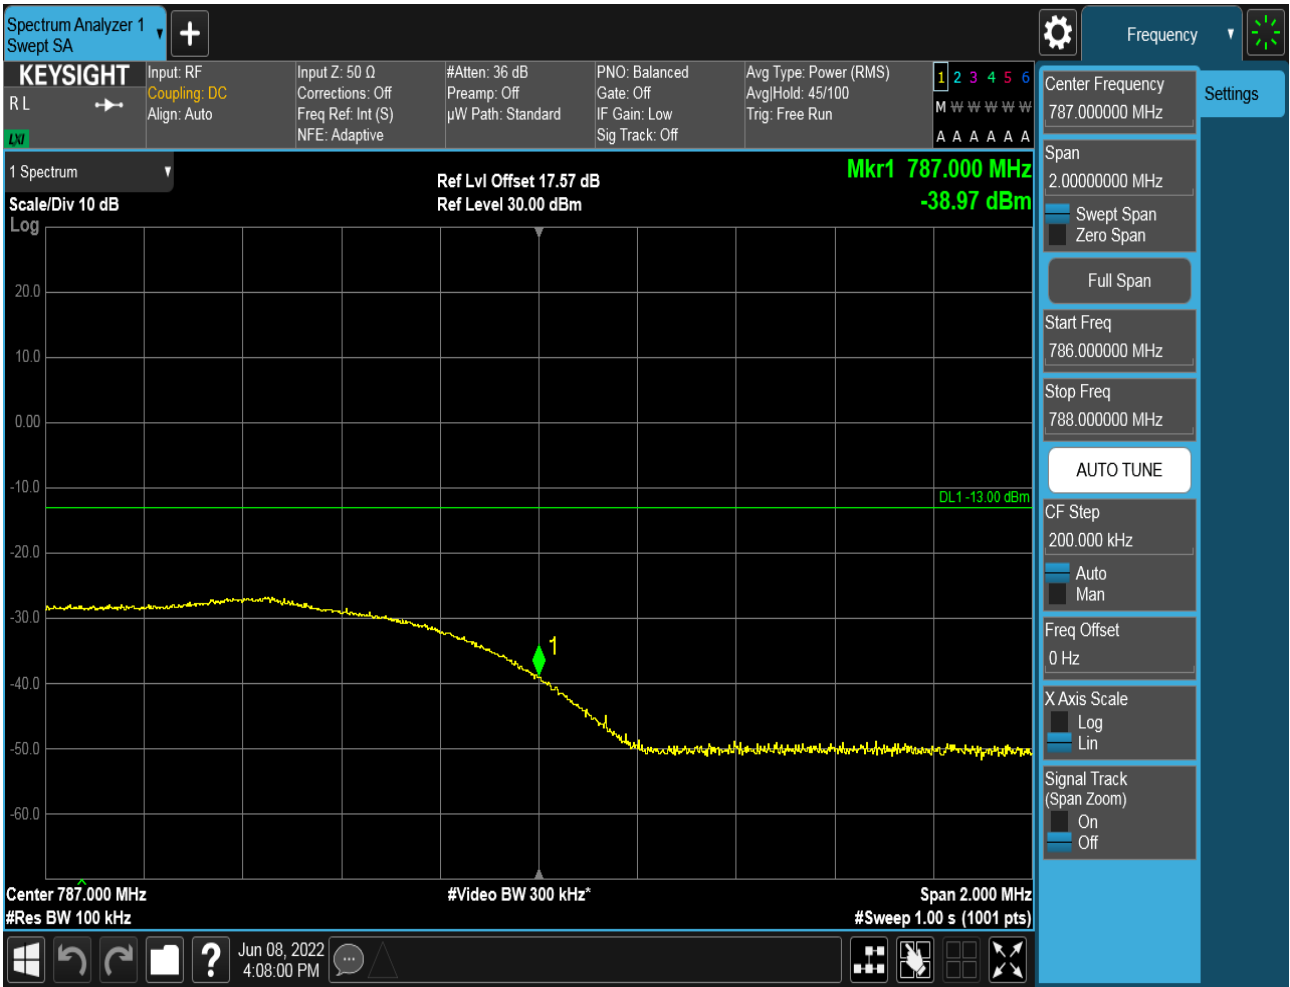 Spectrum Analyzer 1
Swept SA
Frequency
KEYSIGHT
R L
LXI
Input: RF
Coupling: DC
Align: Auto
Input Z: 50 Ω
Corrections: Off
Freq Ref: Int (S)
NFE: Adaptive
#Atten: 36 dB
Preamp: Off
µW Path: Standard
PNO: Balanced
Gate: Off
IF Gain: Low
Sig Track: Off
Avg Type: Power (RMS)
Avg|Hold: 45/100
Trig: Free Run
1 2 3 4 5 6
M W W W W W
A A A A A A
1 Spectrum
Scale/Div 10 dB
Log
Ref Lvl Offset 17.57 dB
Ref Level 30.00 dBm
Mkr1 787.000 MHz
-38.97 dBm
20.0
10.0
0.00
-10.0
-20.0
-30.0
-40.0
-50.0
-60.0
DL1 -13.00 dBm
1
Center 787.000 MHz
#Res BW 100 kHz
#Video BW 300 kHz*
Span 2.000 MHz
#Sweep 1.00 s (1001 pts)
Center Frequency
787.000000 MHz
Settings
Span
2.00000000 MHz
Swept Span
Zero Span
Full Span
Start Freq
786.000000 MHz
Stop Freq
788.000000 MHz
AUTO TUNE
CF Step
200.000 kHz
Auto
Man
Freq Offset
0 Hz
X Axis Scale
Log
Lin
Signal Track
(Span Zoom)
On
Off
?
Jun 08, 2022
4:08:00 PM